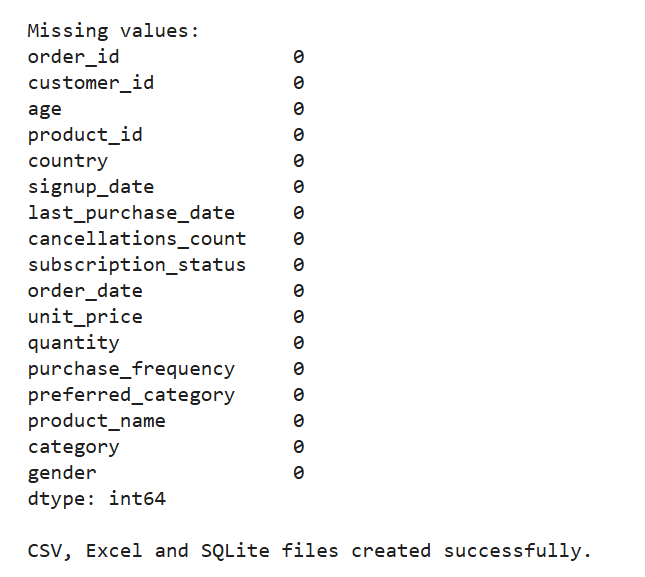 Missing values:
order_id 0
customer_id 0
age 0
product_id 0
country 0
signup_date 0
last_purchase_date 0
cancellations_count 0
subscription_status 0
order_date 0
unit_price 0
quantity 0
purchase_frequency 0
preferred_category 0
product_name 0
category 0
gender 0
dtype: int64
CSV, Excel and SQLite files created successfully.